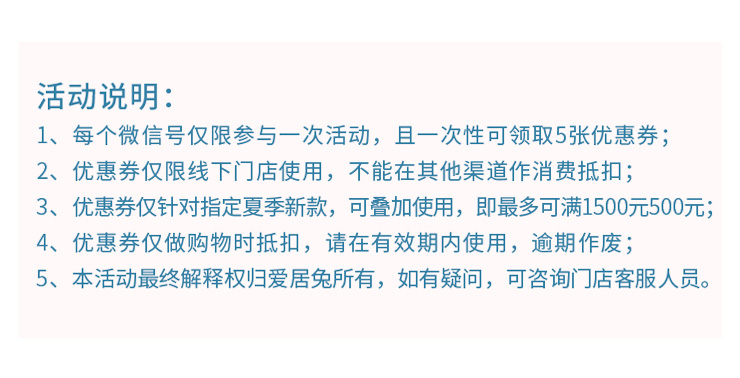 活动说明：
1、每个微信号仅限参与一次活动，且一次性可领取5张优惠券；
2、优惠券仅限线下门店使用，不能在其他渠道作消费抵扣；
3、优惠券仅针对指定夏季新款，可叠加使用，即最多可满1500元500元；
4、优惠券仅做购物时抵扣，请在有效期内使用，逾期作废；
5、本活动最终解释权归爱居兔所有，如有疑问，可咨询门店客服人员。